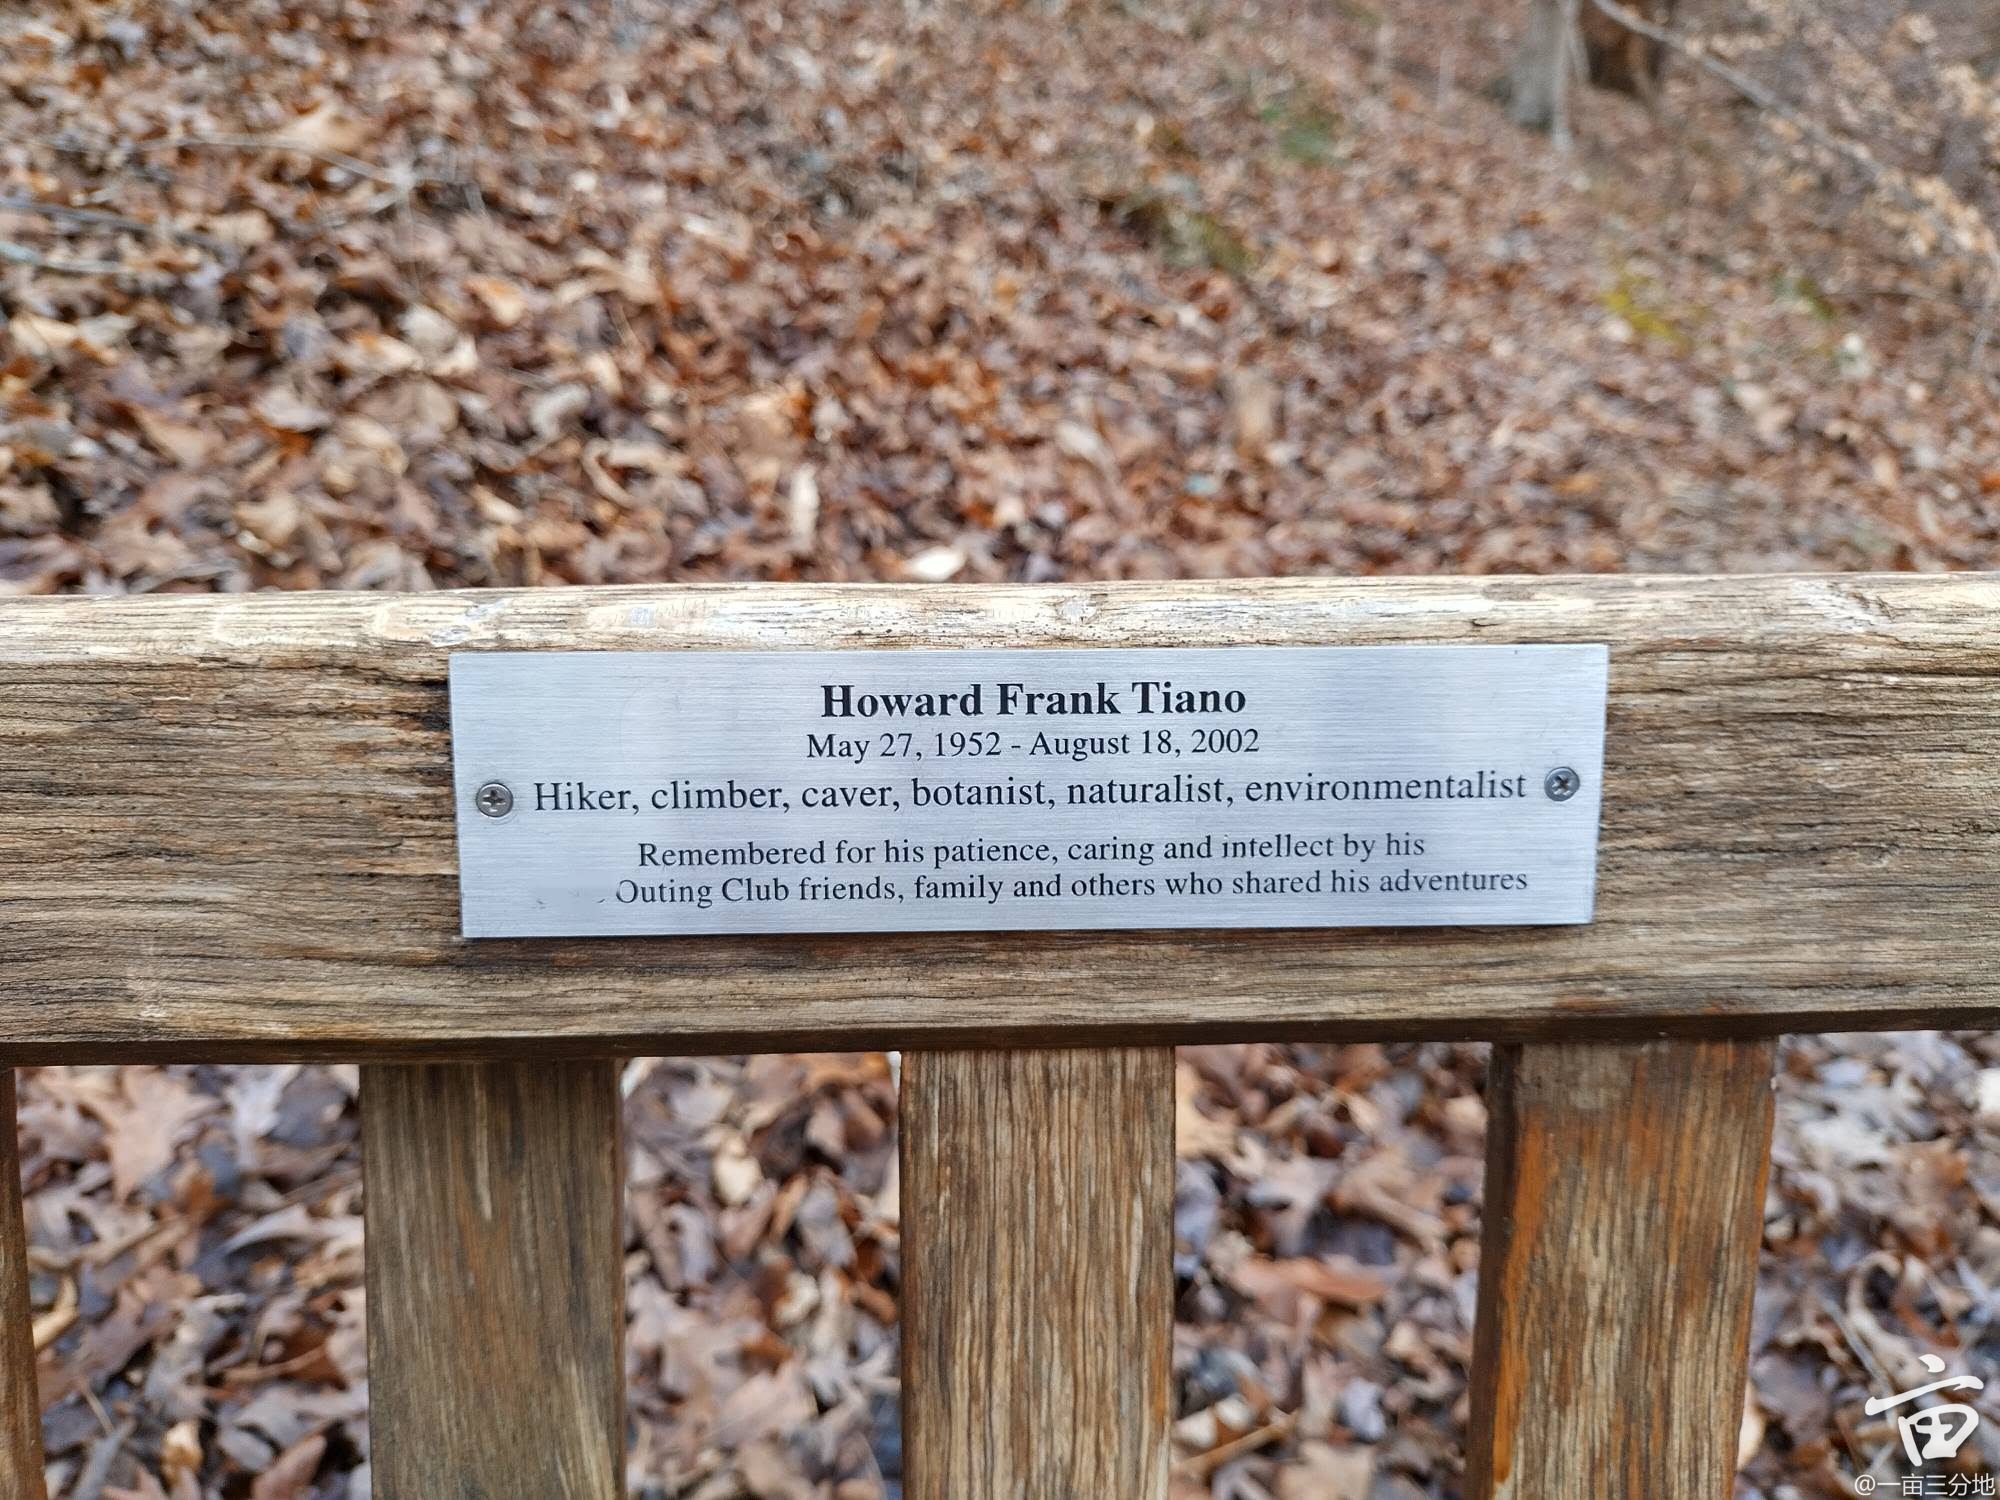 Howard Frank Tiano
May 27, 1952 - August 18, 2002
Hiker, climber, caver, botanist, naturalist, environmentalist
Remembered for his patience, caring and intellect by his
Outing Club friends, family and others who shared his adventures
亩
@一亩三分地